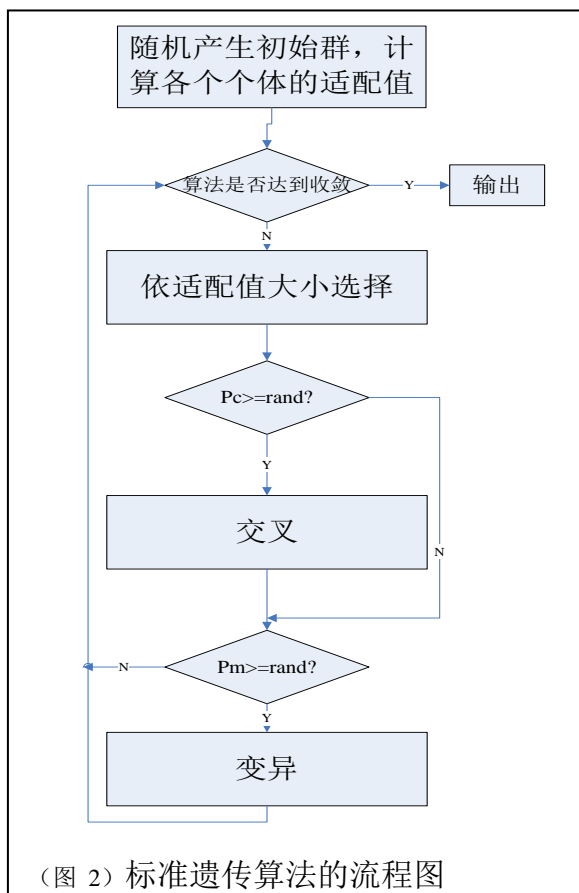 随机产生初始群，计
算各个个体的适配值
算法是否达到收敛
Y
输出
N
依适配值大小选择
Pc>=rand?
Y
交叉
N
Pm>=rand?
N
Y
变异
（图 2）标准遗传算法的流程图